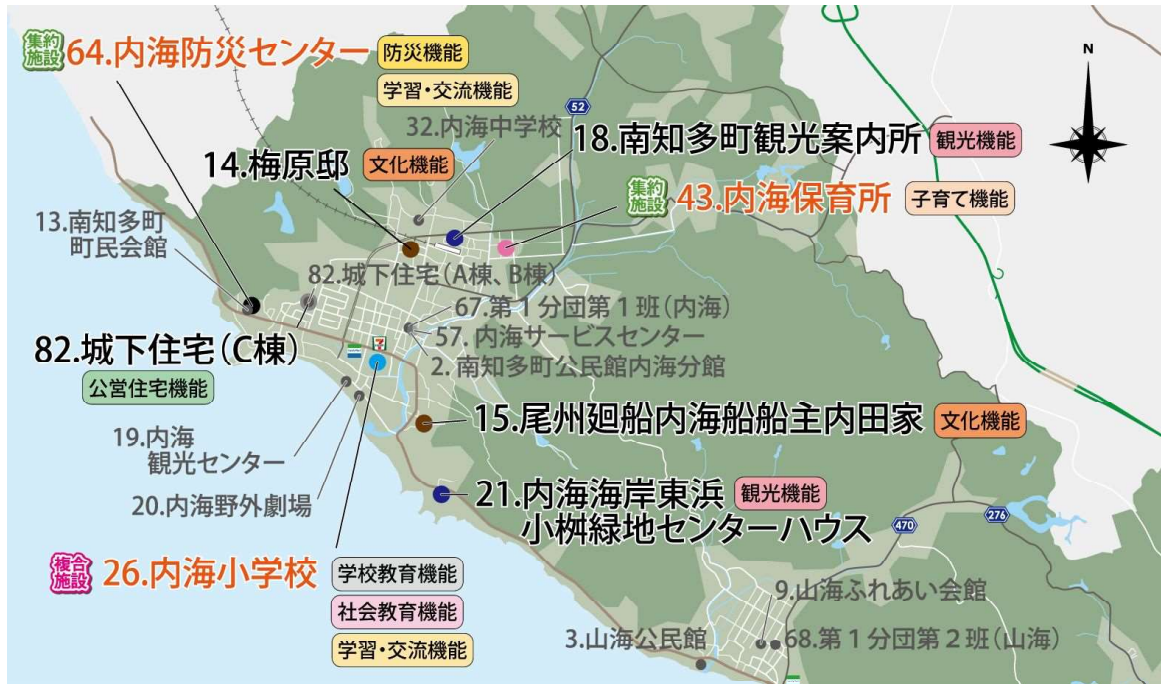 集約
施設
64.内海防災センター
防災機能
学習・交流機能
52
N
32.内海中学校
18.南知多町観光案内所
観光機能
14.梅原邸
文化機能
集約
施設
43.内海保育所
子育て機能
13.南知多町
町民会館
82.城下住宅(A棟、B棟)
67.第1分団第1班(内海)
57.内海サービスセンター
2.南知多町公民館内海分館
82.城下住宅(C棟)
公営住宅機能
7
15.尾州廻船内海船船主内田家
文化機能
19.内海
観光センター
20.内海野外劇場
21.内海海岸東浜
小桝緑地センターハウス
観光機能
276
470
複合
施設
26.内海小学校
学校教育機能
社会教育機能
学習・交流機能
9.山海ふれあい会館
3.山海公民館
68.第1分団第2班(山海)